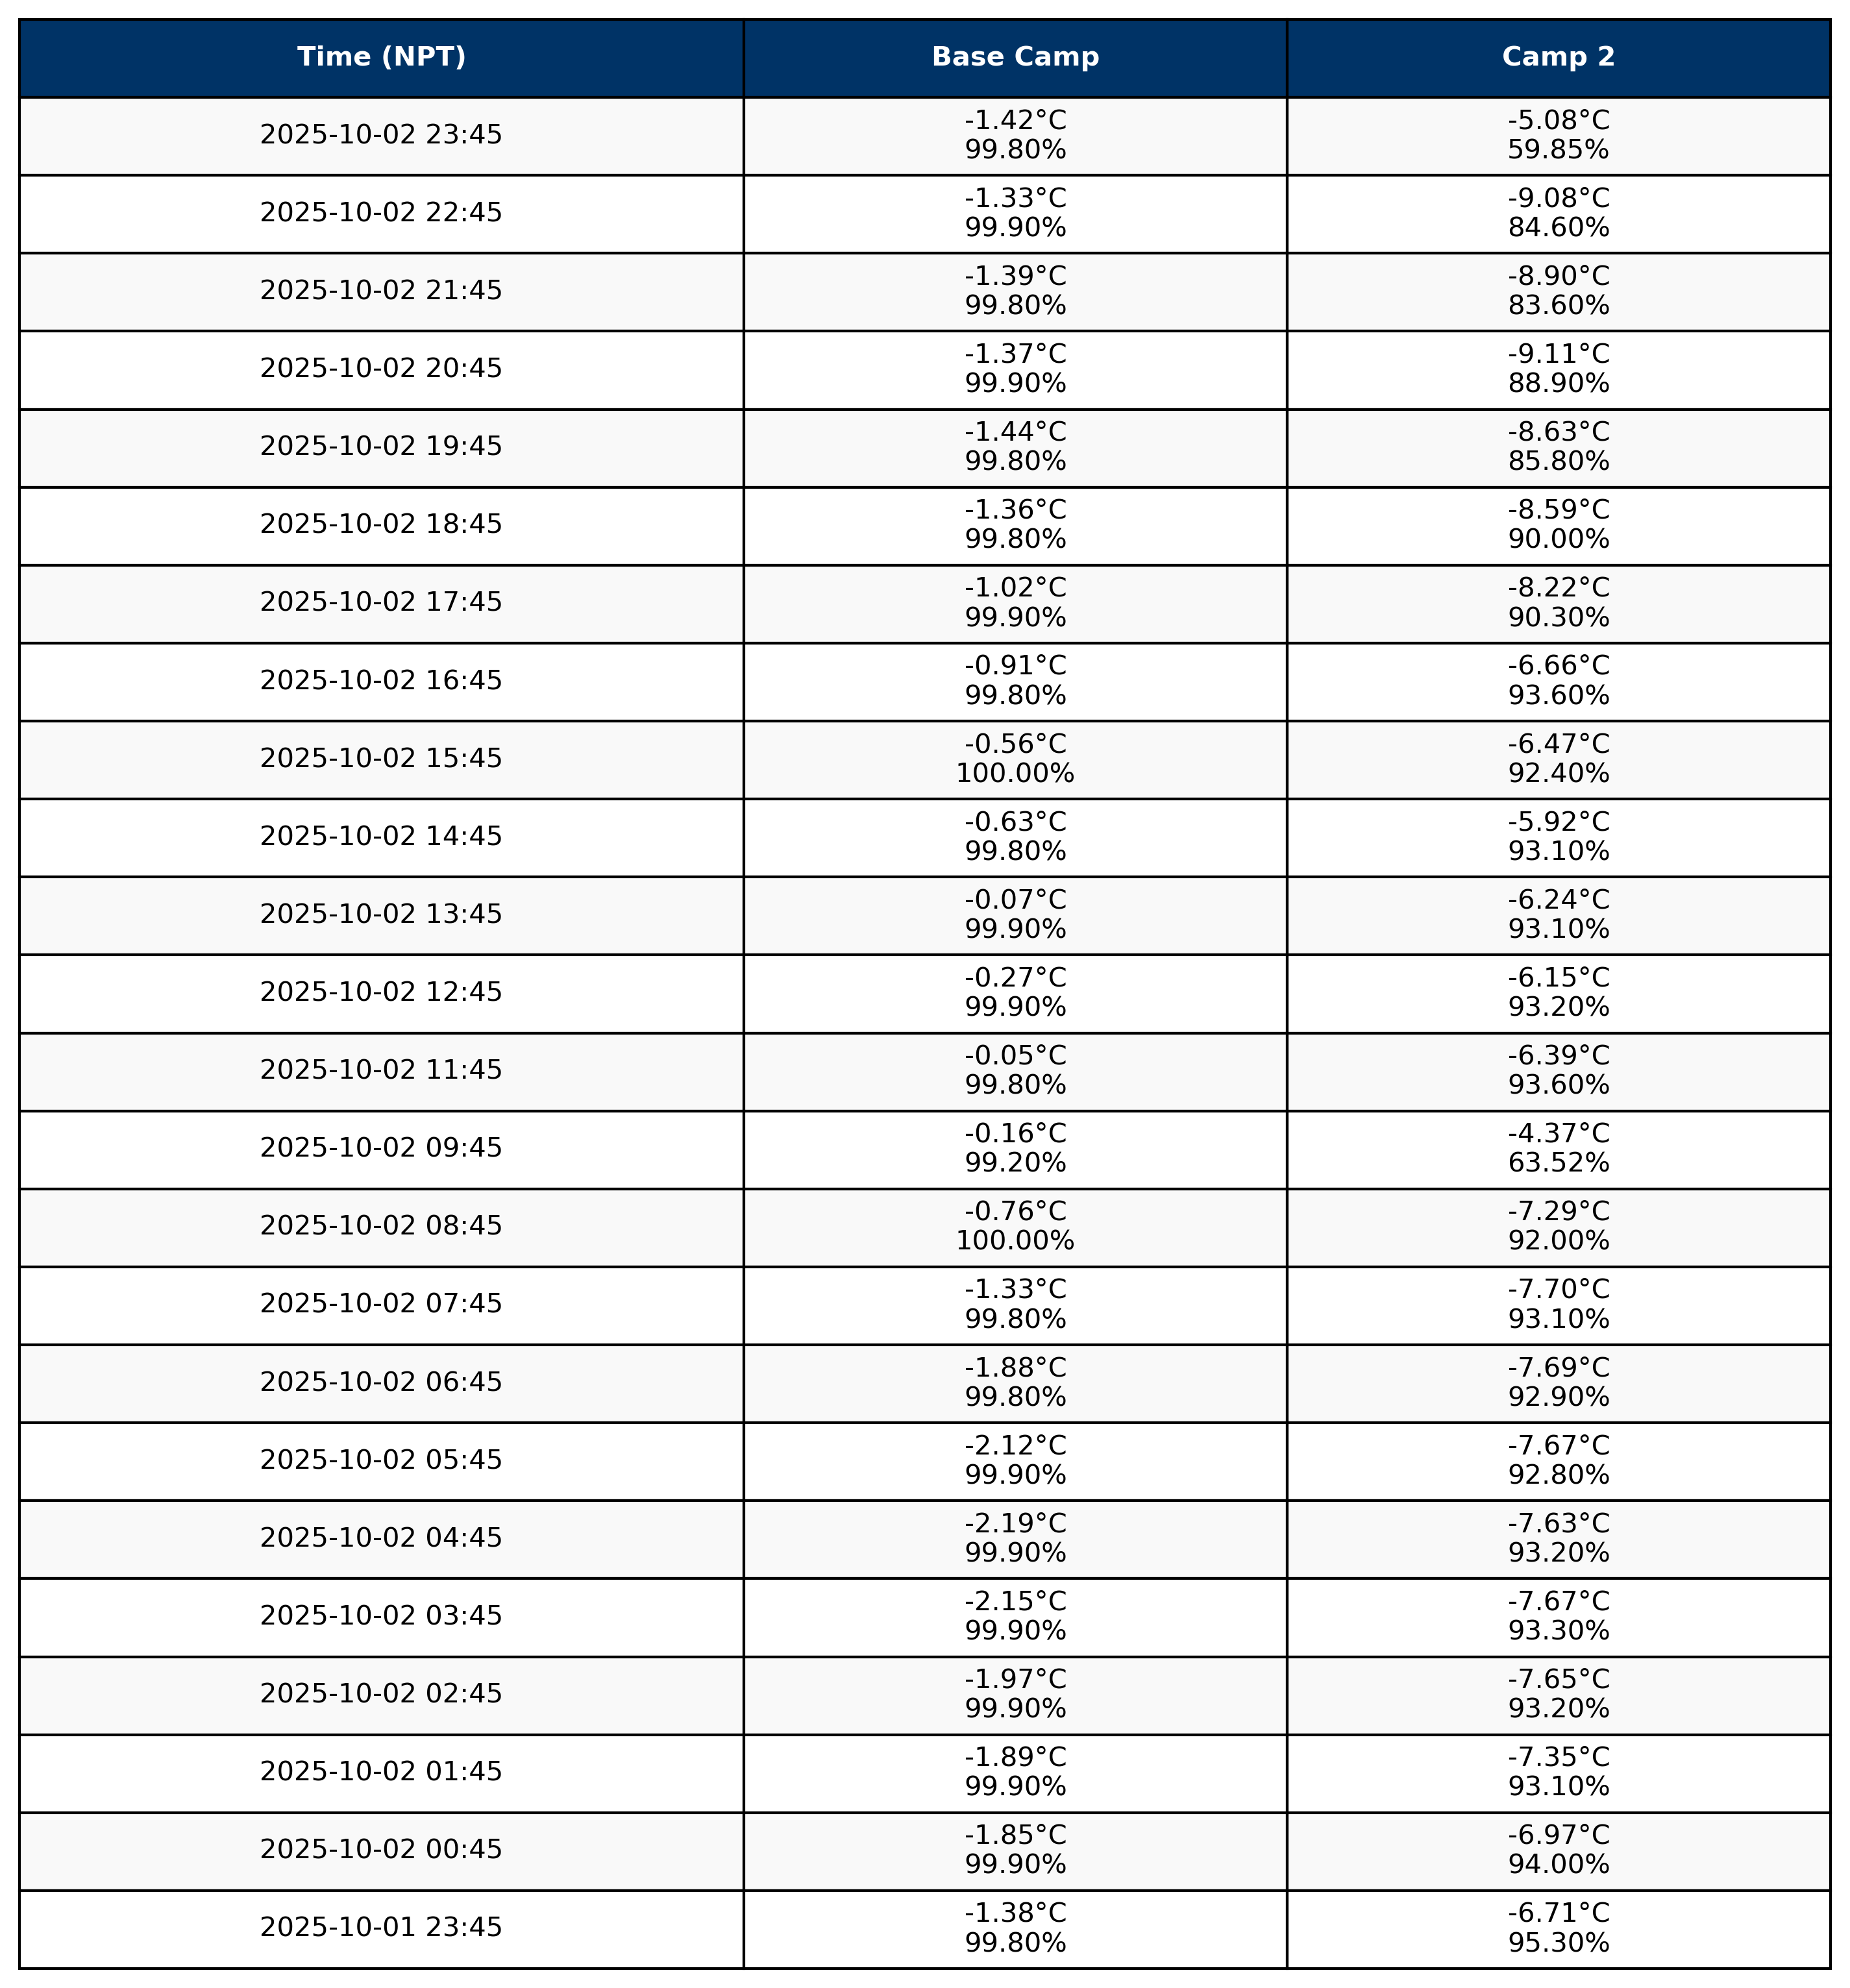 Time (NPT) Base Camp Camp 2
2025-10-02 23:45 -1.42°C -5.08°C
99.80% 59.85%
2025-10-02 22:45 -1.33°C -9.08°C
99.90% 84.60%
2025-10-02 21:45 -1.39°C -8.90°C
99.80% 83.60%
2025-10-02 20:45 -1.37°C -9.11°C
99.90% 88.90%
2025-10-02 19:45 -1.44°C -8.63°C
99.80% 85.80%
2025-10-02 18:45 -1.36°C -8.59°C
99.80% 90.00%
2025-10-02 17:45 -1.02°C -8.22°C
99.90% 90.30%
2025-10-02 16:45 -0.91°C -6.66°C
99.80% 93.60%
2025-10-02 15:45 -0.56°C -6.47°C
100.00% 92.40%
2025-10-02 14:45 -0.63°C -5.92°C
99.80% 93.10%
2025-10-02 13:45 -0.07°C -6.24°C
99.90% 93.10%
2025-10-02 12:45 -0.27°C -6.15°C
99.90% 93.20%
2025-10-02 11:45 -0.05°C -6.39°C
99.80% 93.60%
2025-10-02 09:45 -0.16°C -4.37°C
99.20% 63.52%
2025-10-02 08:45 -0.76°C -7.29°C
100.00% 92.00%
2025-10-02 07:45 -1.33°C -7.70°C
99.80% 93.10%
2025-10-02 06:45 -1.88°C -7.69°C
99.80% 92.90%
2025-10-02 05:45 -2.12°C -7.67°C
99.90% 92.80%
2025-10-02 04:45 -2.19°C -7.63°C
99.90% 93.20%
2025-10-02 03:45 -2.15°C -7.67°C
99.90% 93.30%
2025-10-02 02:45 -1.97°C -7.65°C
99.90% 93.20%
2025-10-02 01:45 -1.89°C -7.35°C
99.90% 93.10%
2025-10-02 00:45 -1.85°C -6.97°C
99.90% 94.00%
2025-10-01 23:45 -1.38°C -6.71°C
99.80% 95.30%